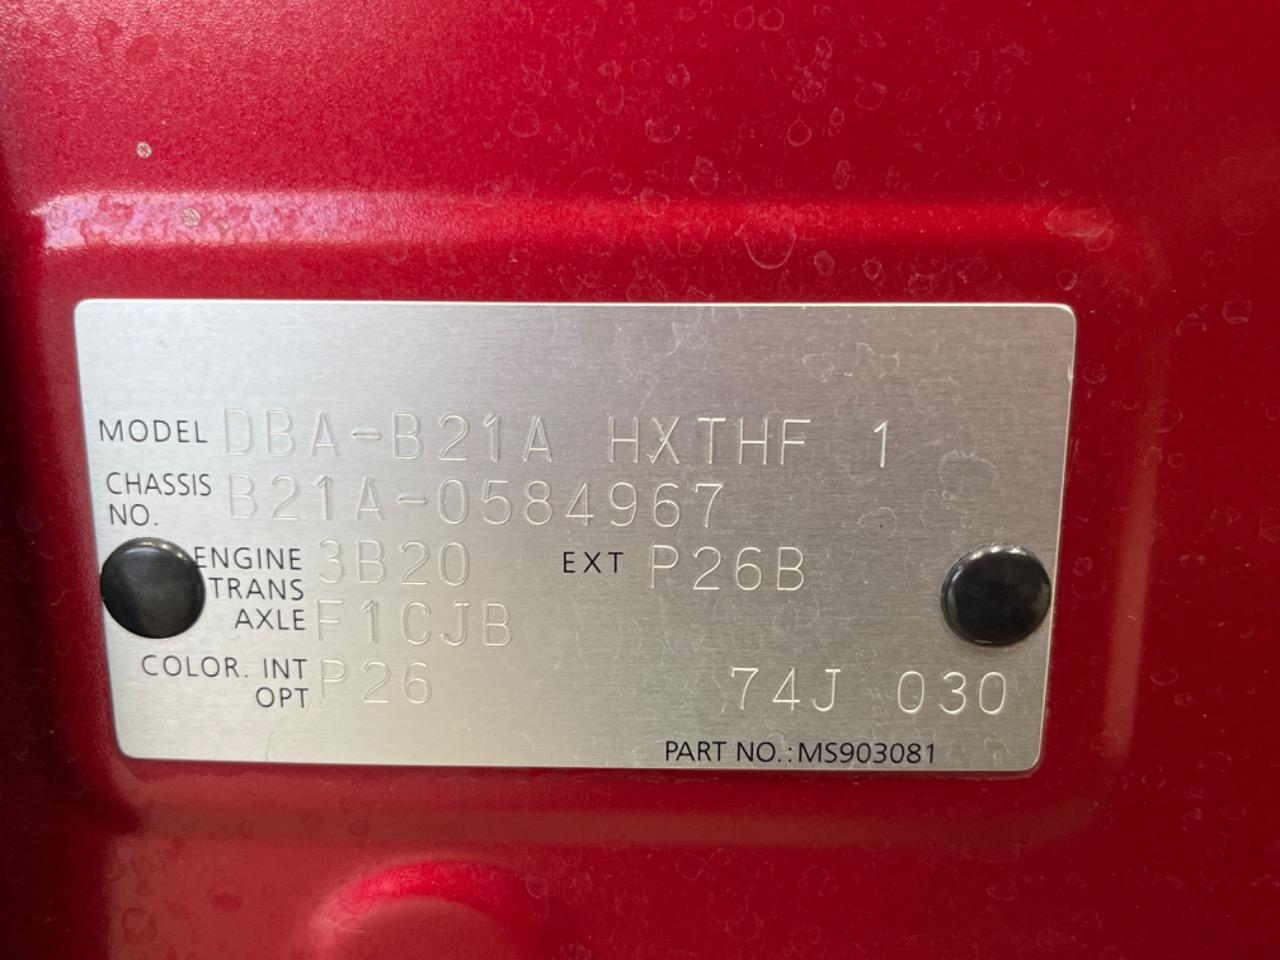 MODEL DBA-B21A HXTHF 1
CHASSIS NO. B21A-0584967
ENGINE 3B20 EXT P26B
TRANS AXLE F1CJB
COLOR. INT OPT P26 74J 030
PART NO.:MS903081